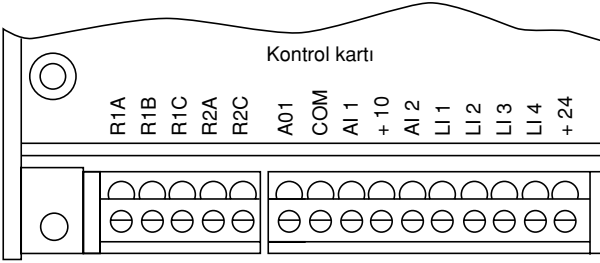 Kontrol kartı
R1A
R1B
R1C
R2A
R2C
A01
COM
AI 1
+ 10
AI 2
LI 1
LI 2
LI 3
LI 4
+ 24